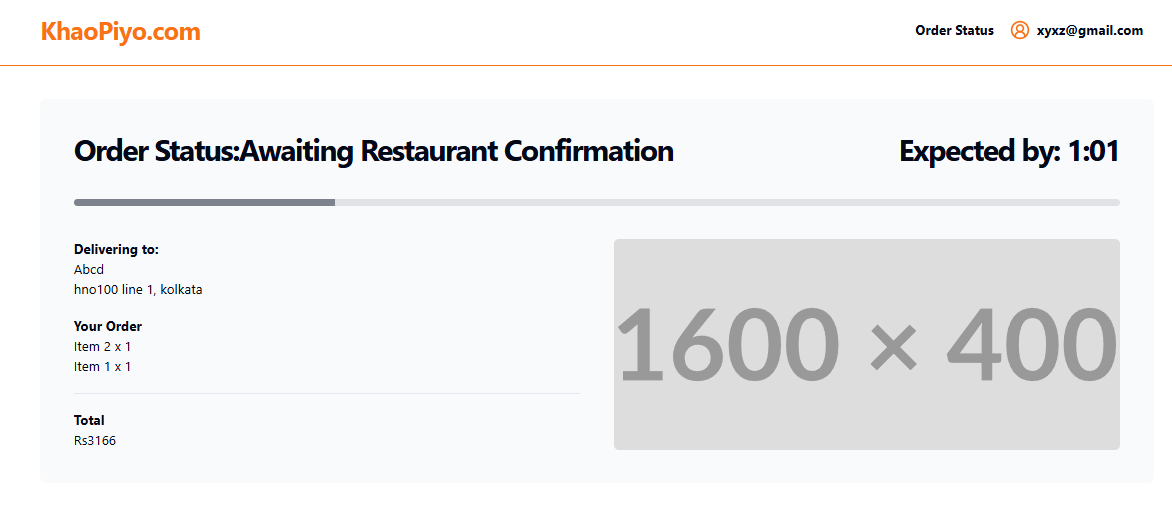 KhaoPiyo.com
Order Status
xyxz@gmail.com
Order Status:Awaiting Restaurant Confirmation
Expected by: 1:01
Delivering to:
Abcd
hno100 line 1, kolkata
Your Order
Item 2 x 1
Item 1 x 1
Total
Rs3166
1600 × 400